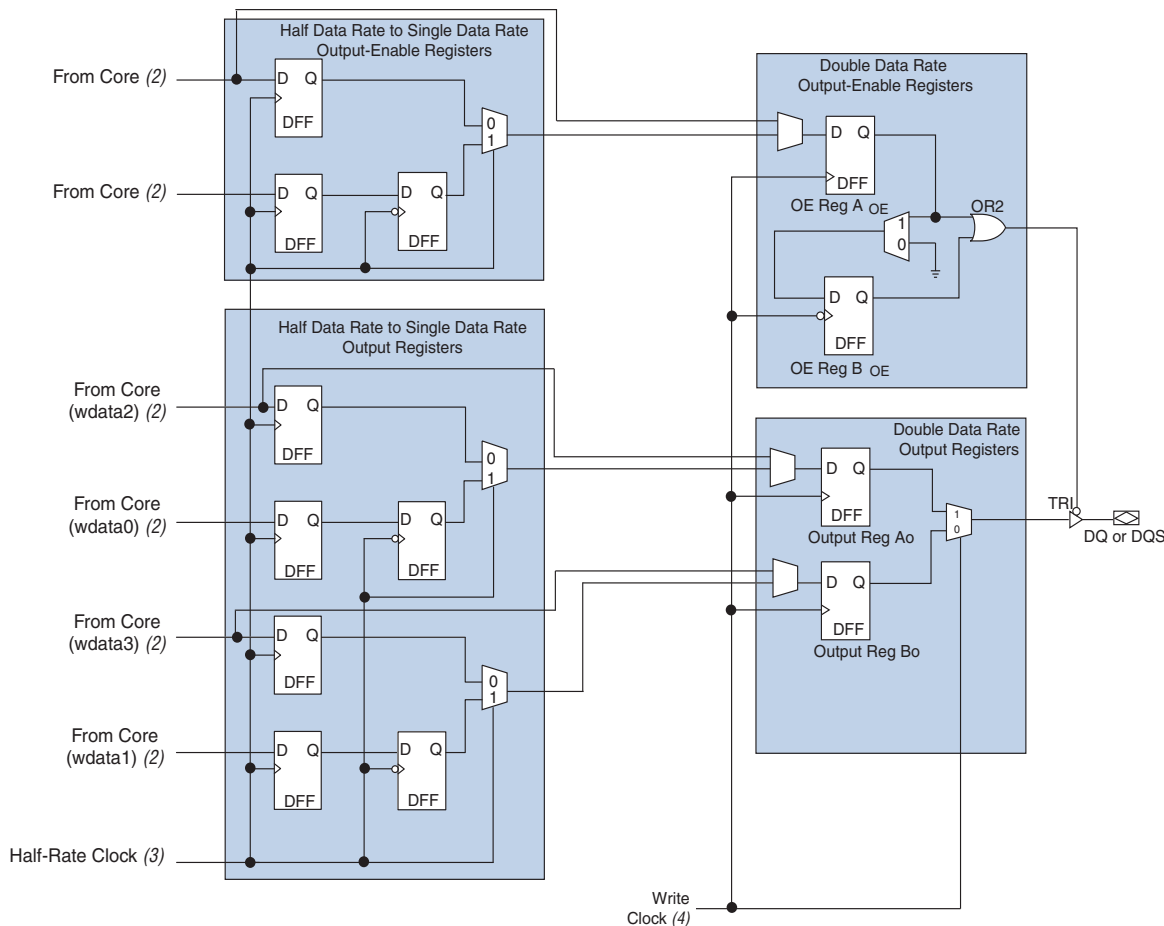 Half Data Rate to Single Data Rate
Output-Enable Registers
From Core (2)
D Q
DFF
0
1
From Core (2)
D Q
DFF
D Q
DFF
Double Data Rate
Output-Enable Registers
D Q
DFF
OE Reg A OE
OR2
1
0
D Q
DFF
OE Reg B OE
Half Data Rate to Single Data Rate
Output Registers
From Core
(wdata2) (2)
D Q
DFF
0
1
From Core
(wdata0) (2)
D Q
DFF
D Q
DFF
From Core
(wdata3) (2)
D Q
DFF
0
1
From Core
(wdata1) (2)
D Q
DFF
D Q
DFF
Half-Rate Clock (3)
Double Data Rate
Output Registers
D Q
DFF
Output Reg Ao
1
0
D Q
DFF
Output Reg Bo
TRI
DQ or DQS
Write
Clock (4)